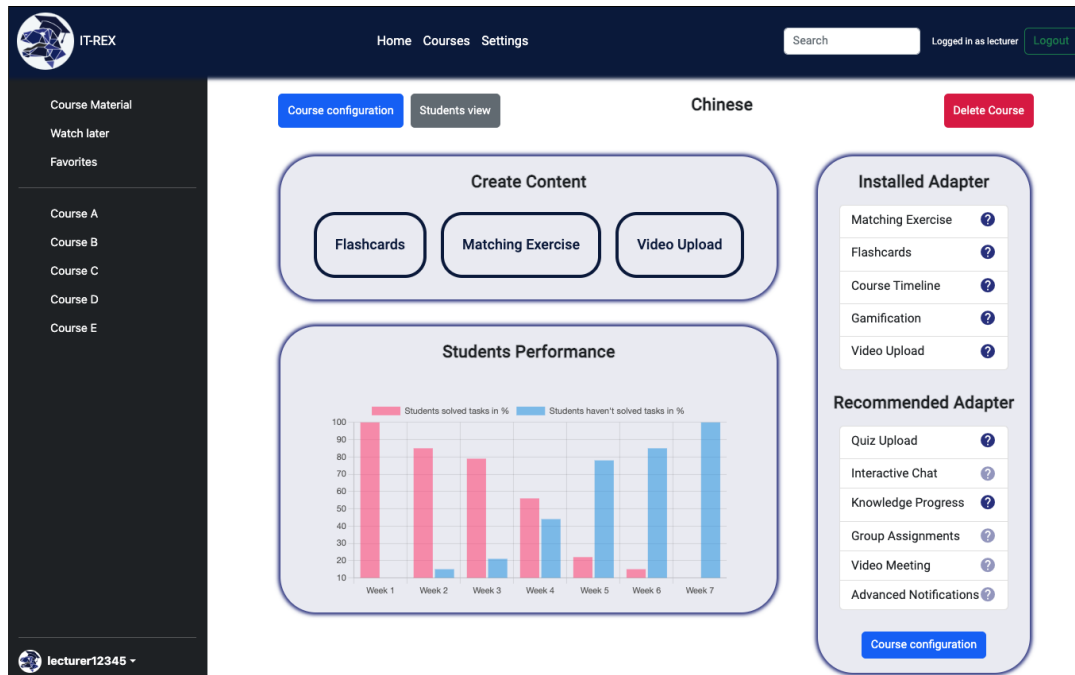 IT-REX
Home Courses Settings
Search
Logged in as lecturer
Logout
Course Material
Watch later
Favorites
Course A
Course B
Course C
Course D
Course E
lecturer12345
Course configuration
Students view
Chinese
Delete Course
Create Content
Flashcards
Matching Exercise
Video Upload
Students Performance
Students solved tasks in % Students haven't solved tasks in %
100
90
80
70
60
50
40
30
20
10
Week 1 Week 2 Week 3 Week 4 Week 5 Week 6 Week 7
Installed Adapter
Matching Exercise ?
Flashcards ?
Course Timeline ?
Gamification ?
Video Upload ?
Recommended Adapter
Quiz Upload ?
Interactive Chat ?
Knowledge Progress ?
Group Assignments ?
Video Meeting ?
Advanced Notifications ?
Course configuration